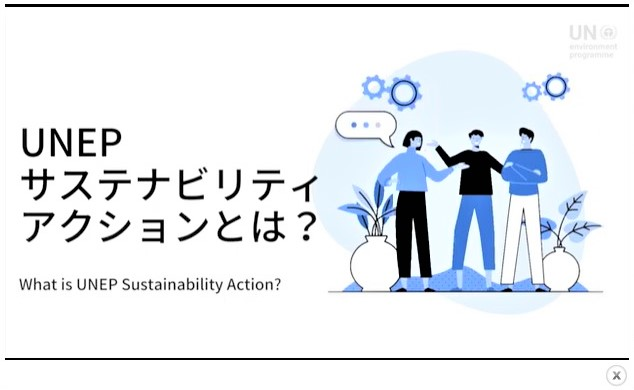 UN
environment
programme
UNEP
サステナビリティ
アクションとは？
What is UNEP Sustainability Action?
x